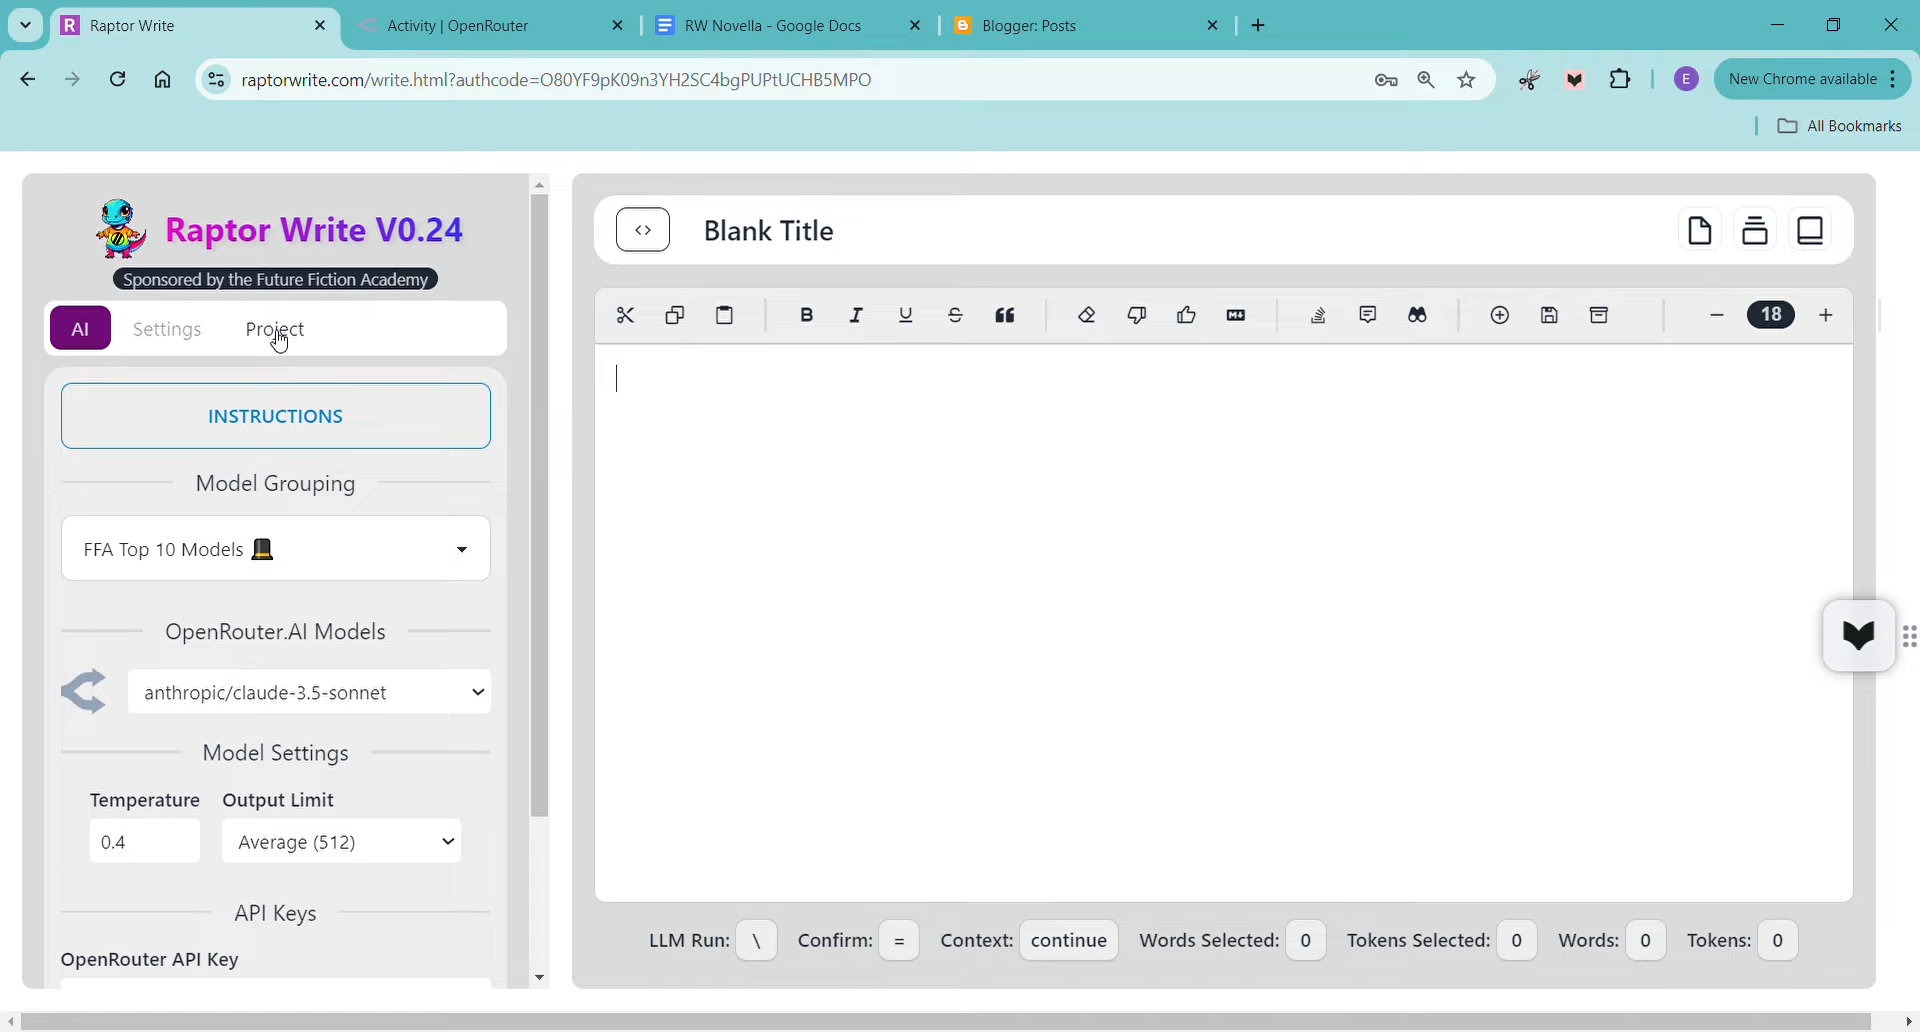 Raptor Write
Activity | OpenRouter
RW Novella - Google Docs
Blogger: Posts
raptorwrite.com/write.html?authcode=O80YF9pK09n3YH2SC4bgPUPtUCHB5MPO
E
New Chrome available
All Bookmarks
Raptor Write V0.24
Sponsored by the Future Fiction Academy
AI
Settings
Project
INSTRUCTIONS
Model Grouping
FFA Top 10 Models
OpenRouter.AI Models
anthropic/claude-3.5-sonnet
Model Settings
Temperature Output Limit
0.4 Average (512)
API Keys
OpenRouter API Key
Blank Title
18
LLM Run: \ Confirm: = Context: continue Words Selected: 0 Tokens Selected: 0 Words: 0 Tokens: 0